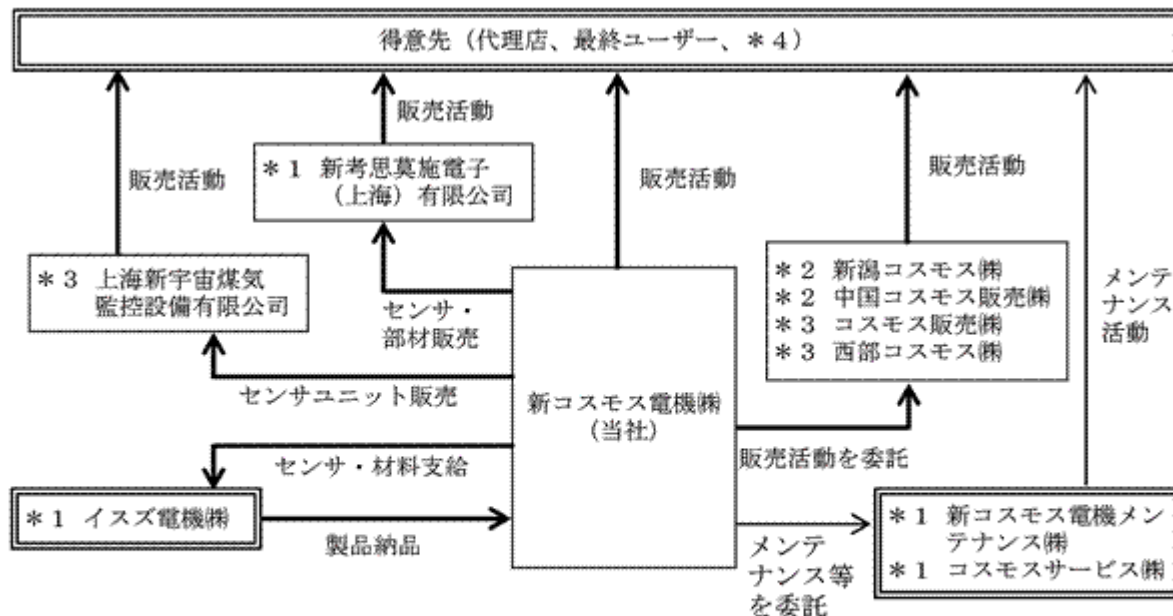 得意先（代理店、最終ユーザー、＊４）
販売活動
販売活動
販売活動
販売活動
＊１ 新考思莫施電子
（上海）有限公司
＊３ 上海新宇宙煤気
監控設備有限公司
センサ・
部材販売
センサユニット販売
新コスモス電機㈱
（当社）
＊２ 新潟コスモス㈱
＊２ 中国コスモス販売㈱
＊３ コスモス販売㈱
＊３ 西部コスモス㈱
メンテ
ナンス
活動
販売活動を委託
センサ・材料支給
＊１ イスズ電機㈱
製品納品
メンテ
ナンス等
を委託
＊１ 新コスモス電機メン
テナンス㈱
＊１ コスモスサービス㈱